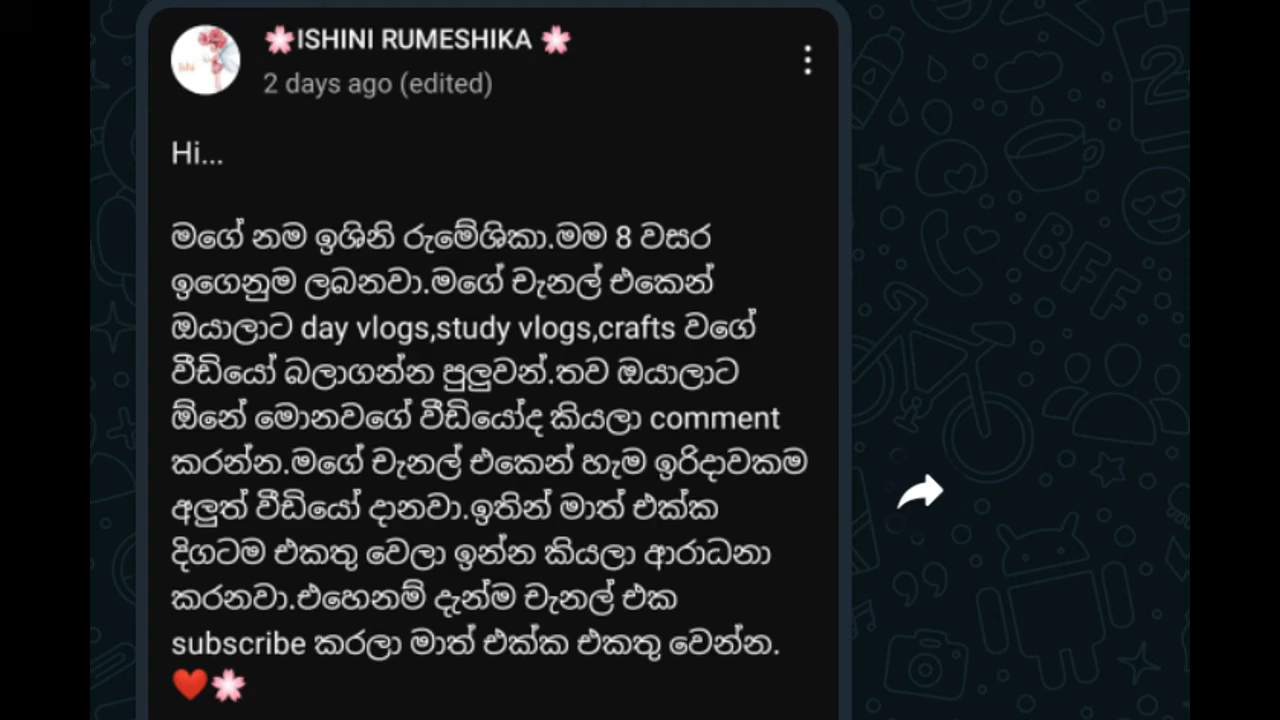 🌸ISHINI RUMESHIKA 🌸
2 days ago (edited)
Hi...
මගේ නම ඉශිනි රුමේශිකා.මම 8 වසර
ඉගෙනුම ලබනවා.මගේ චැනල් එකෙන්
ඔයාලාට day vlogs,study vlogs,crafts වගේ
වීඩියෝ බලාගන්න පුලුවන්.තව ඔයාලාට
ඕනේ මොනවගේ වීඩියෝද කියලා comment
කරන්න.මගේ චැනල් එකෙන් හැම ඉරිදාවකම
අලුත් වීඩියෝ දානවා.ඉතින් මාත් එක්ක
දිගටම එකතු වෙලා ඉන්න කියලා ආරාධනා
කරනවා.එහෙනම් දැන්ම චැනල් එක
subscribe කරලා මාත් එක්ක එකතු වෙන්න.
❤️🌸